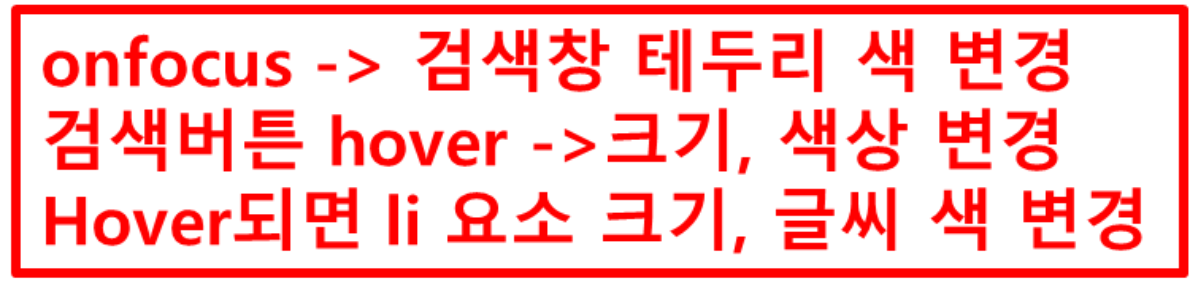 onfocus -> 검색창 테두리 색 변경
검색버튼 hover ->크기, 색상 변경
Hover되면 li 요소 크기, 글씨 색 변경